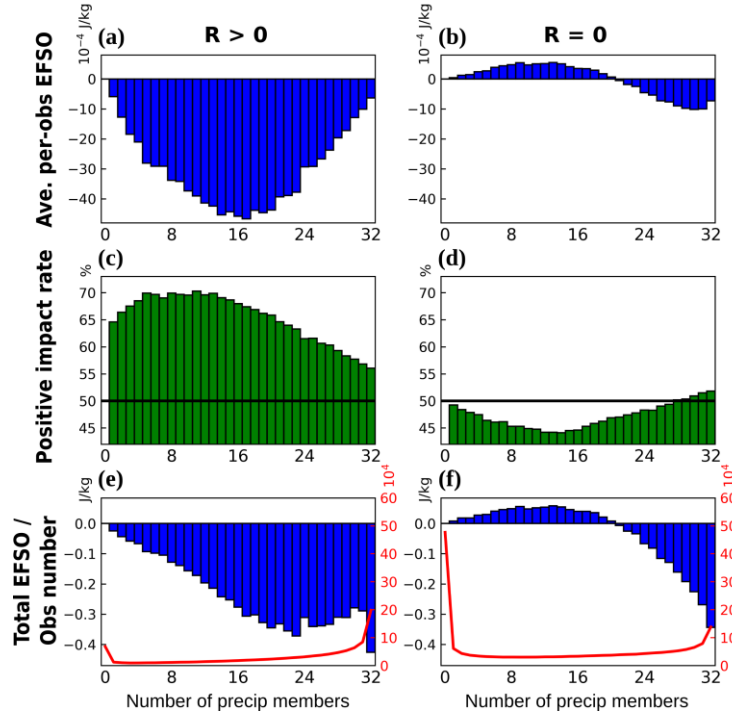 (a) R > 0
10⁻⁴ J/kg
Ave. per-obs EFSO
0
−10
−20
−30
−40
0 8 16 24 32
(b) R = 0
10⁻⁴ J/kg
0
−10
−20
−30
−40
0 8 16 24 32
(c)
%
Positive impact rate
70
65
60
55
50
45
0 8 16 24 32
(d)
%
70
65
60
55
50
45
0 8 16 24 32
(e)
J/kg
Total EFSO /
Obs number
0.0
−0.1
−0.2
−0.3
−0.4
10⁴
60
50
40
30
20
10
0
0 8 16 24 32
Number of precip members
(f)
J/kg
0.0
−0.1
−0.2
−0.3
−0.4
10⁴
60
50
40
30
20
10
0
0 8 16 24 32
Number of precip members